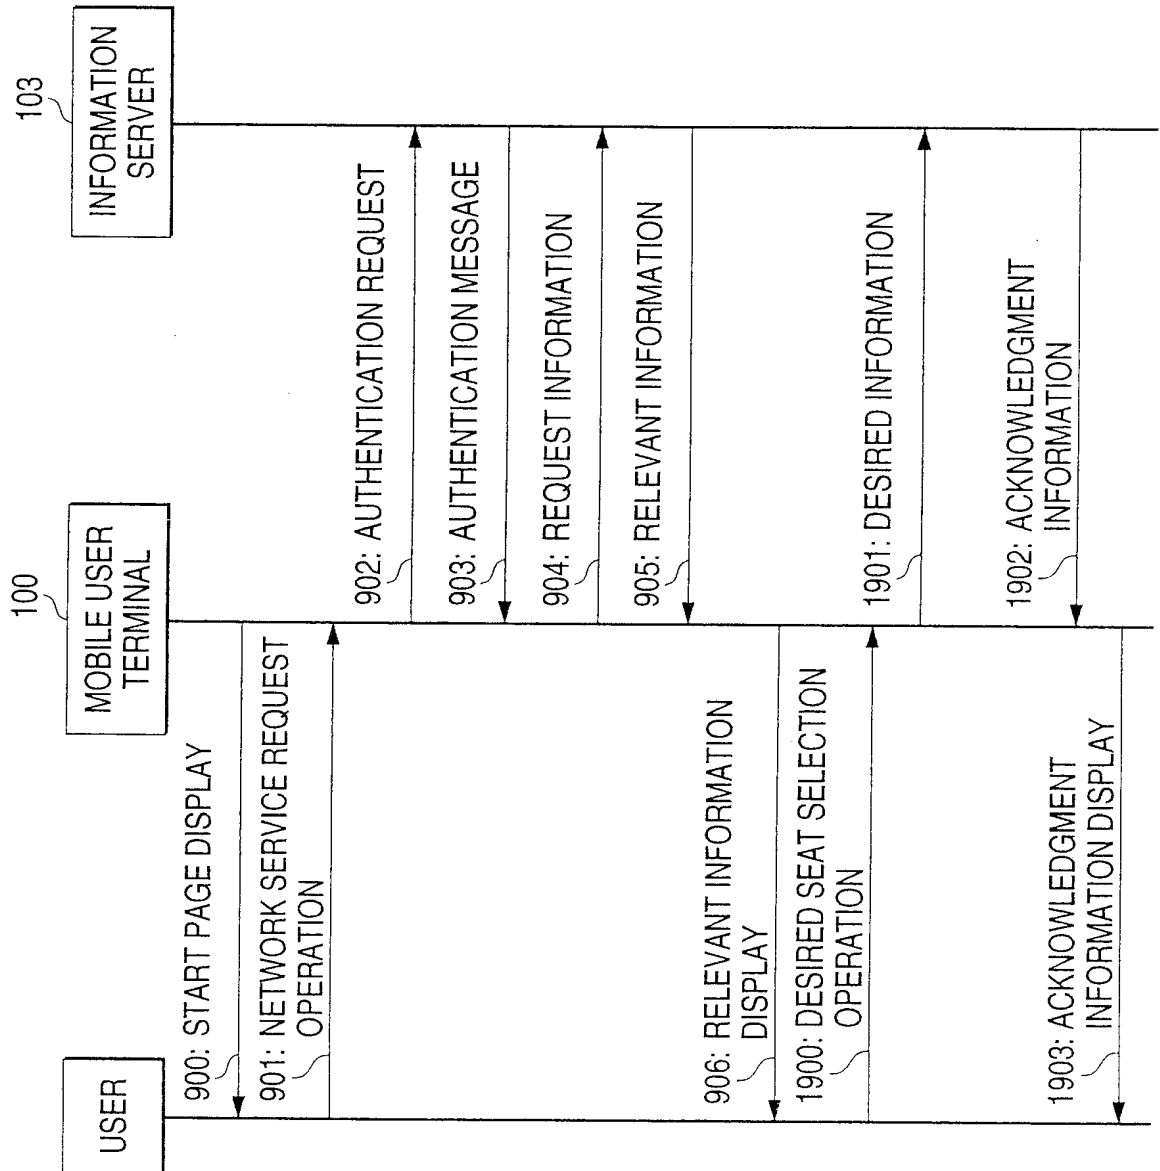 103
INFORMATION
SERVER
100
MOBILE USER
TERMINAL
USER
900: START PAGE DISPLAY
901: NETWORK SERVICE REQUEST
OPERATION
902: AUTHENTICATION REQUEST
903: AUTHENTICATION MESSAGE
904: REQUEST INFORMATION
905: RELEVANT INFORMATION
906: RELEVANT INFORMATION
DISPLAY
1900: DESIRED SEAT SELECTION
OPERATION
1901: DESIRED INFORMATION
1902: ACKNOWLEDGMENT
INFORMATION
1903: ACKNOWLEDGMENT
INFORMATION DISPLAY